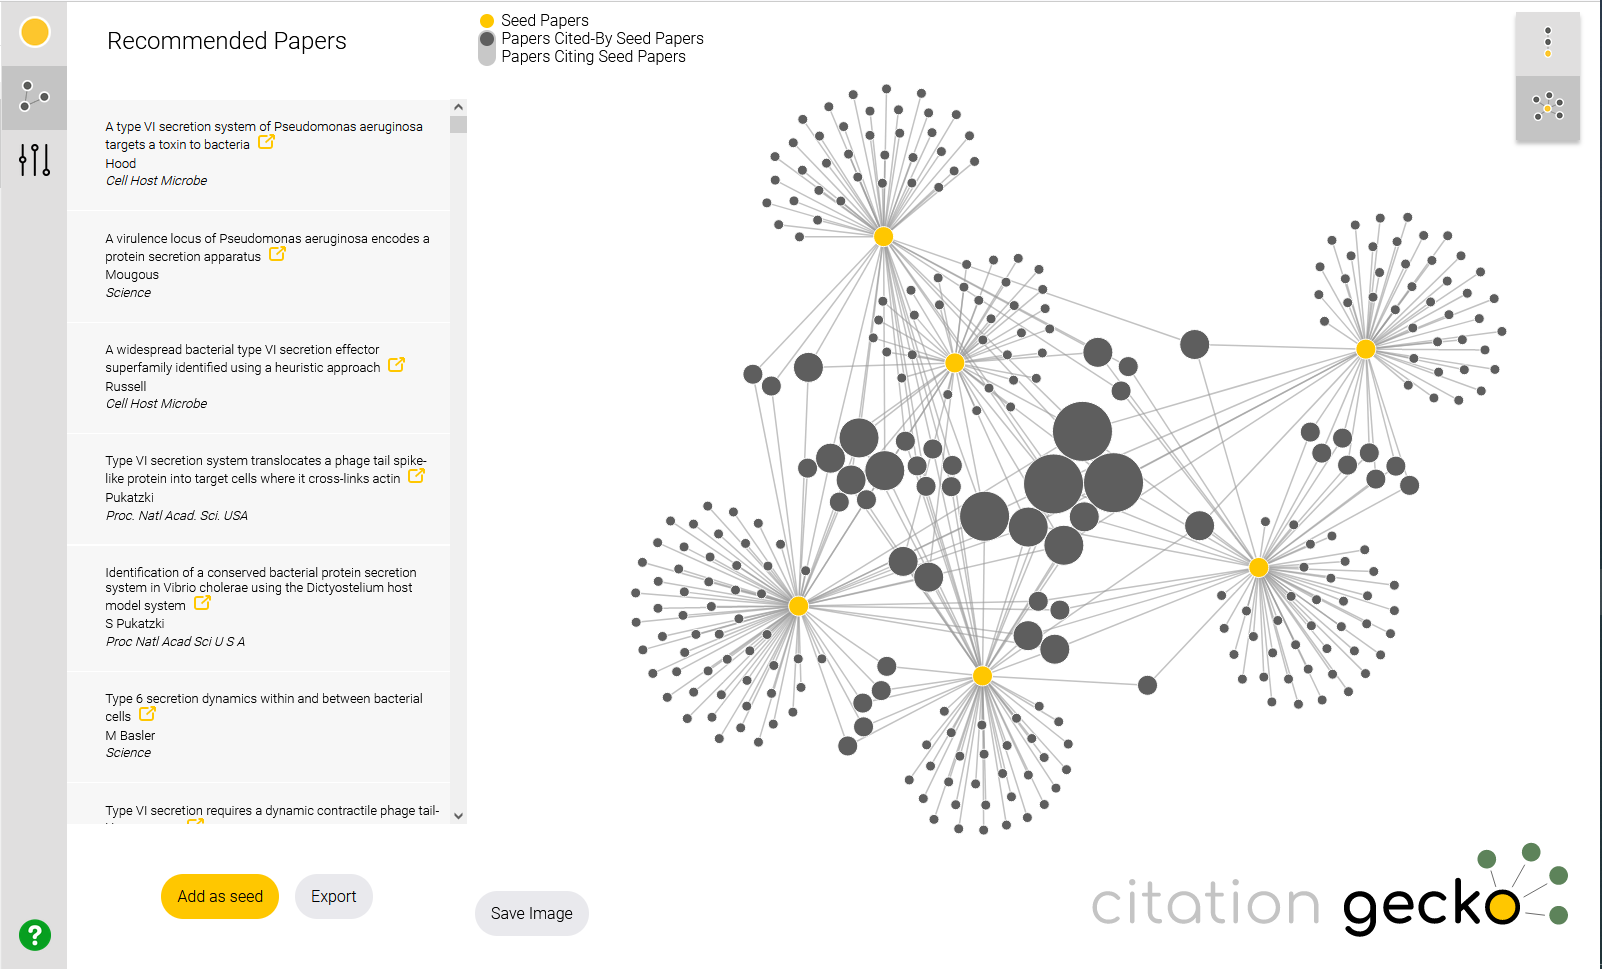 Recommended Papers
Seed Papers
Papers Cited-By Seed Papers
Papers Citing Seed Papers
A type VI secretion system of Pseudomonas aeruginosa
targets a toxin to bacteria
Hood
Cell Host Microbe
A virulence locus of Pseudomonas aeruginosa encodes a
protein secretion apparatus
Mougous
Science
A widespread bacterial type VI secretion effector
superfamily identified using a heuristic approach
Russell
Cell Host Microbe
Type VI secretion system translocates a phage tail spike-
like protein into target cells where it cross-links actin
Pukatzki
Proc. Natl Acad. Sci. USA
Identification of a conserved bacterial protein secretion
system in Vibrio cholerae using the Dictyostelium host
model system
S Pukatzki
Proc Natl Acad Sci U S A
Type 6 secretion dynamics within and between bacterial
cells
M Basler
Science
Type VI secretion requires a dynamic contractile phage tail-
Add as seed
Export
Save Image
citation gecko
?